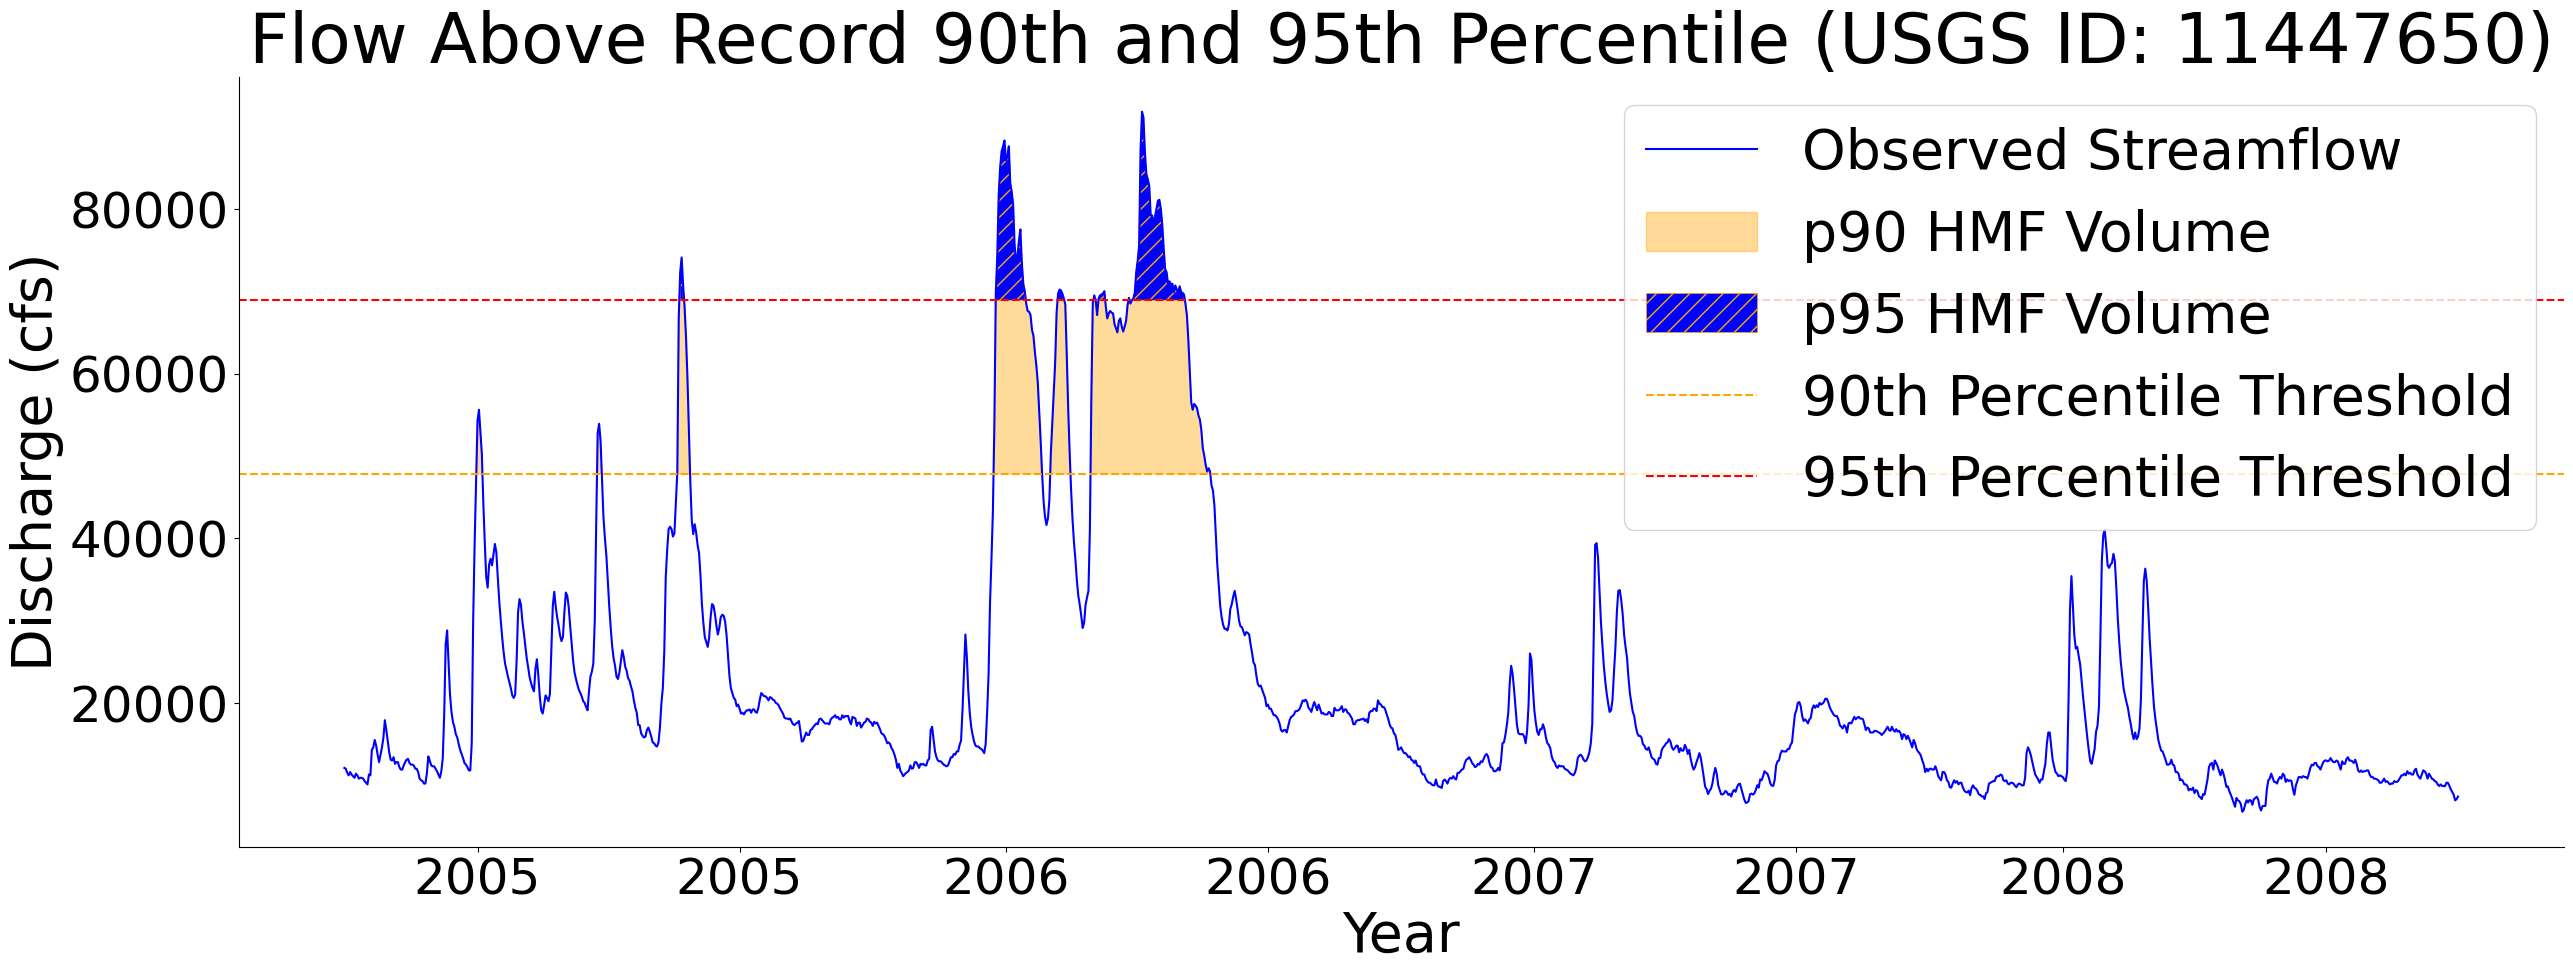 Flow Above Record 90th and 95th Percentile (USGS ID: 11447650)
Observed Streamflow
p90 HMF Volume
p95 HMF Volume
90th Percentile Threshold
95th Percentile Threshold
Discharge (cfs)
80000
60000
40000
20000
2005 2005 2006 2006 2007 2007 2008 2008
Year